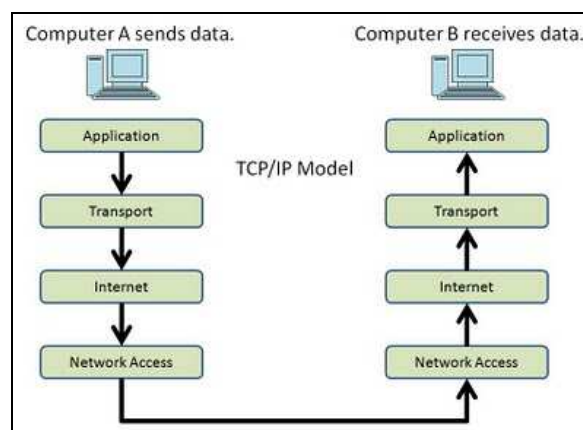 Computer A sends data.
Computer B receives data.
Application
Application
TCP/IP Model
Transport
Transport
Internet
Internet
Network Access
Network Access